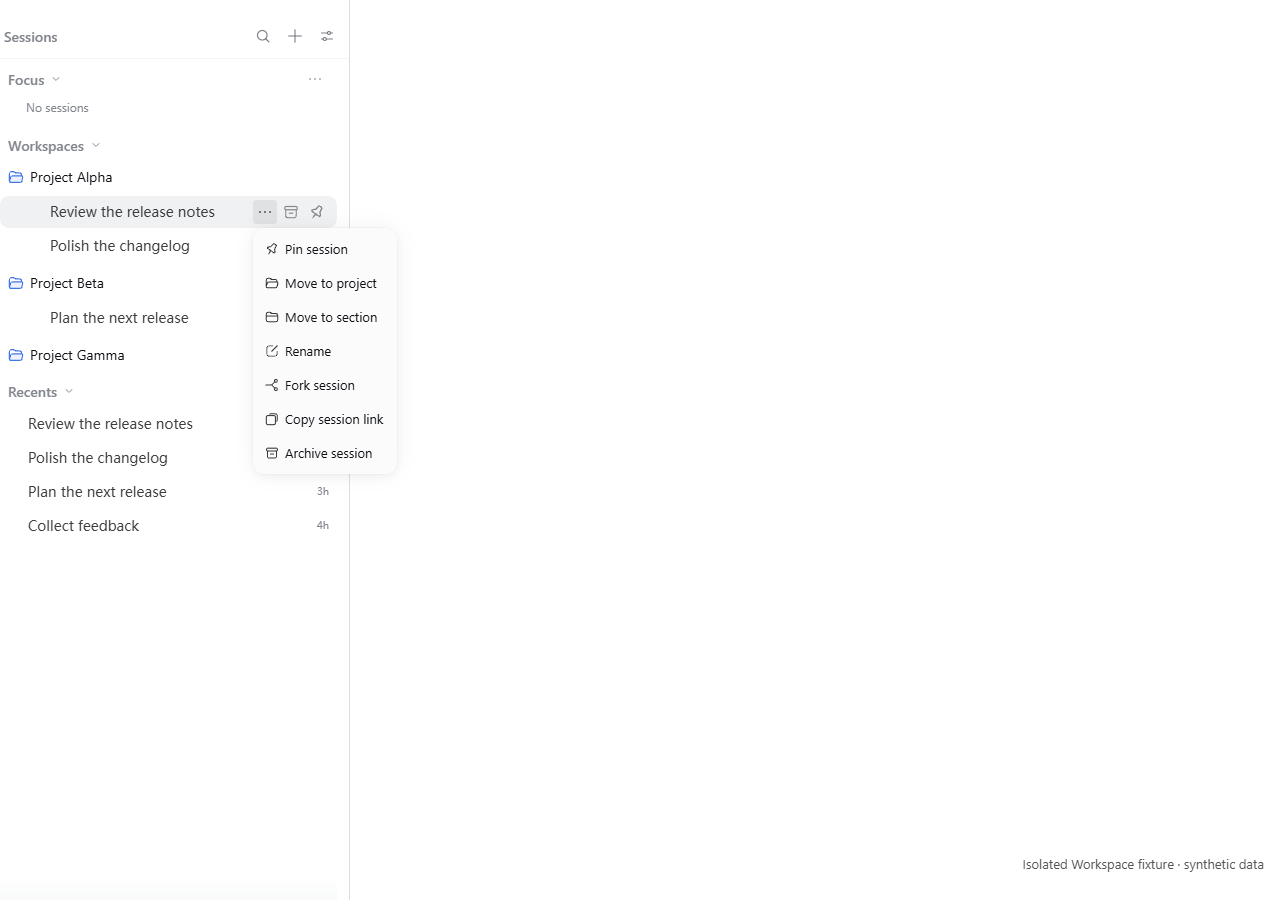 Sessions
Focus
No sessions
Workspaces
Project Alpha
Review the release notes
Polish the changelog
Project Beta
Plan the next release
Project Gamma
Recents
Review the release notes
Polish the changelog
Plan the next release 3h
Collect feedback 4h
Pin session
Move to project
Move to section
Rename
Fork session
Copy session link
Archive session
Isolated Workspace fixture · synthetic data